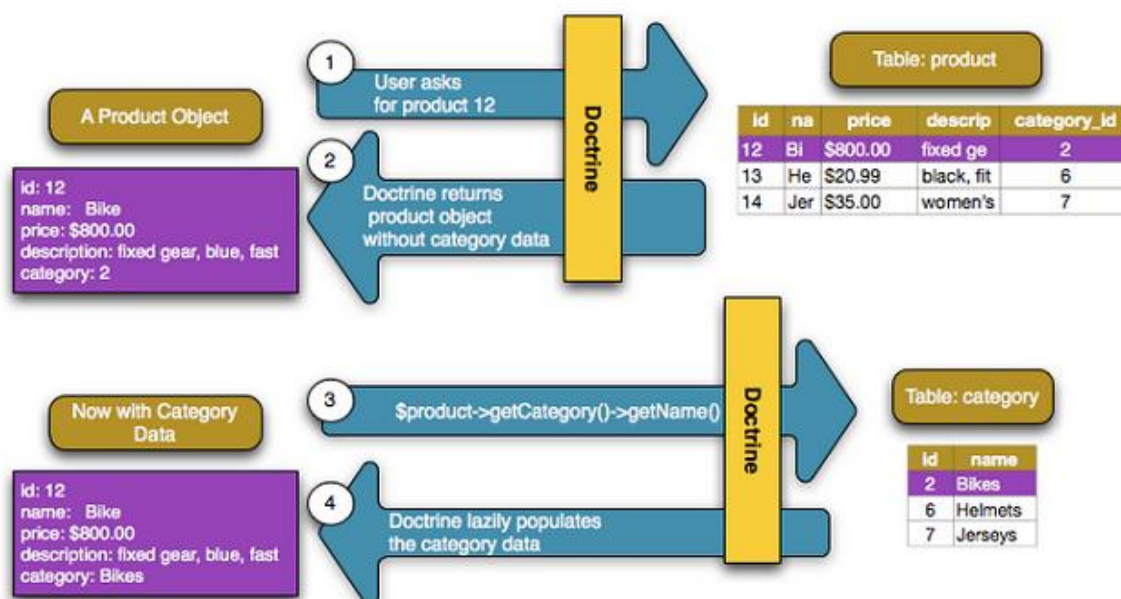 1
User asks
for product 12
Doctrine
Table: product
A Product Object
id na price descrip category_id
12 Bi $800.00 fixed ge 2
13 He $20.99 black, fit 6
14 Jer $35.00 women's 7
2
Doctrine returns
product object
without category data
id: 12
name: Bike
price: $800.00
description: fixed gear, blue, fast
category: 2
3
$product->getCategory()->getName()
Doctrine
Table: category
Now with Category
Data
id name
2 Bikes
6 Helmets
7 Jerseys
4
Doctrine lazily populates
the category data
id: 12
name: Bike
price: $800.00
description: fixed gear, blue, fast
category: Bikes